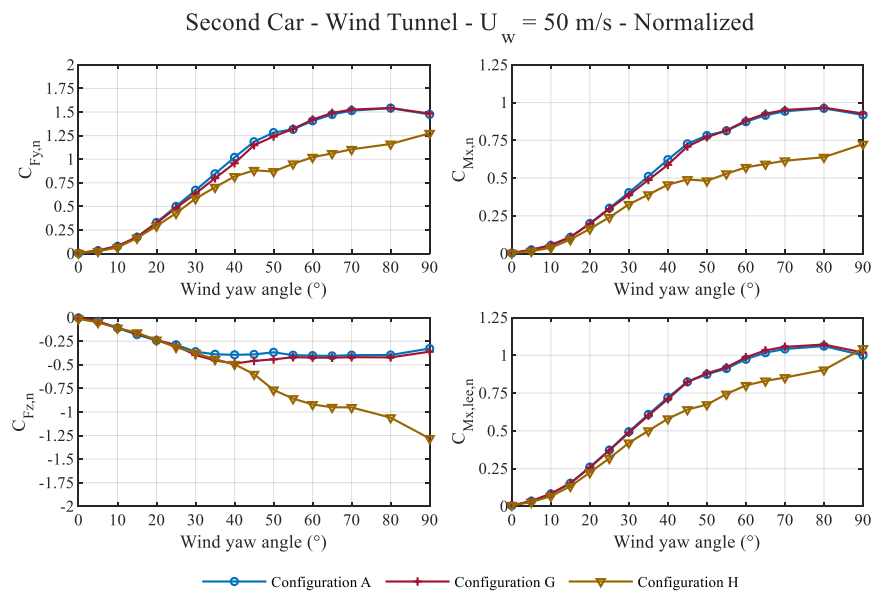 Second Car - Wind Tunnel - U_w = 50 m/s - Normalized
2
1.75
1.5
1.25
1
0.75
0.5
0.25
0
C_Fy,n
0 10 20 30 40 50 60 70 80 90
Wind yaw angle (°)
1.25
1
0.75
0.5
0.25
0
C_Mx,n
0 10 20 30 40 50 60 70 80 90
Wind yaw angle (°)
0
-0.25
-0.5
-0.75
-1
-1.25
-1.5
-1.75
-2
C_Fz,n
0 10 20 30 40 50 60 70 80 90
Wind yaw angle (°)
1.25
1
0.75
0.5
0.25
0
C_Mx,lee,n
0 10 20 30 40 50 60 70 80 90
Wind yaw angle (°)
Configuration A Configuration G Configuration H